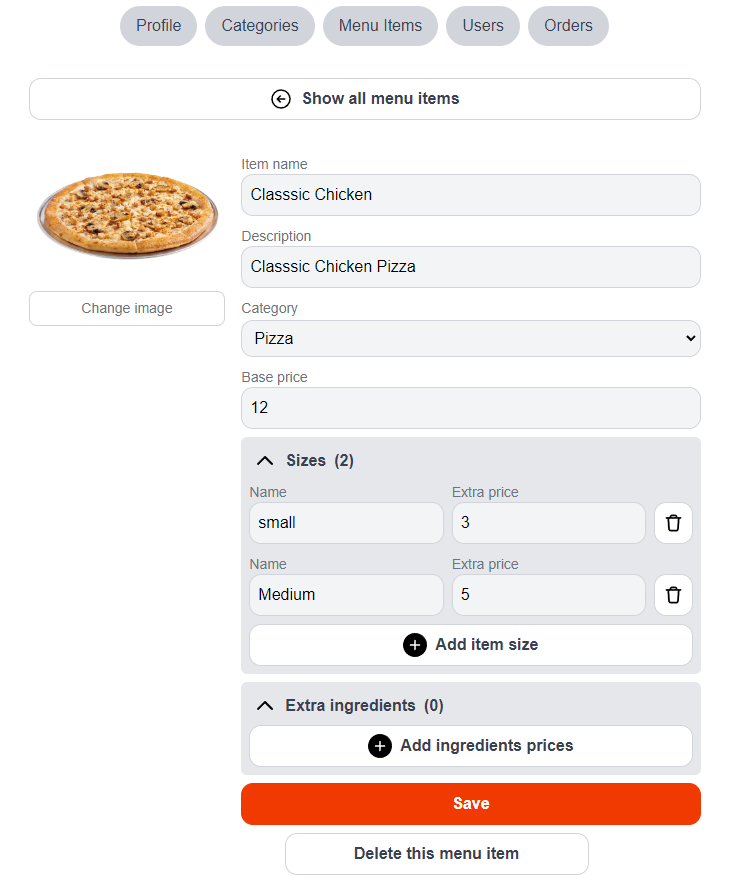 Profile Categories Menu Items Users Orders
Show all menu items
Item name
Classsic Chicken
Description
Classsic Chicken Pizza
Change image
Category
Pizza
Base price
12
Sizes (2)
Name Extra price
small 3
Name Extra price
Medium 5
Add item size
Extra ingredients (0)
Add ingredients prices
Save
Delete this menu item